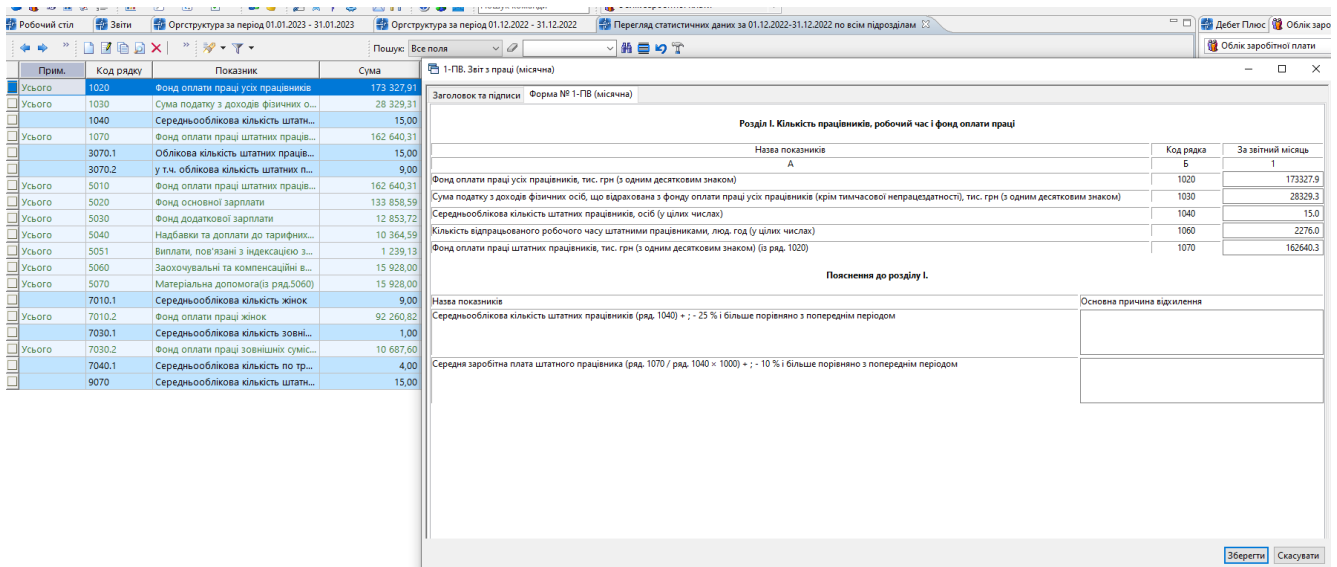 Робочий стіл
Звіти
Оргструктура за період 01.01.2023 - 31.01.2023
Оргструктура за період 01.12.2022 - 31.12.2022
Перегляд статистичних даних за 01.12.2022-31.12.2022 по всім підрозділам
Дебет Плюс
Облік заро
Пошук: Все поля
Облік заробітної плати
Прим. Код рядку Показник Сума
Усього 1020 Фонд оплати праці усіх працівників 173 327,91
Усього 1030 Сума податку з доходів фізичних о... 28 329,31
1040 Середньооблікова кількість штатн... 15,00
Усього 1070 Фонд оплати праці штатних праців... 162 640,31
3070.1 Облікова кількість штатних праців... 15,00
3070.2 у т.ч. облікова кількість штатних п... 9,00
Усього 5010 Фонд оплати праці штатних праців... 162 640,31
Усього 5020 Фонд основної зарплати 133 858,59
Усього 5030 Фонд додаткової зарплати 12 853,72
Усього 5040 Надбавки та доплати до тарифних... 10 364,59
Усього 5051 Виплати, пов'язані з індексацією з... 1 239,13
Усього 5060 Заохочувальні та компенсаційні в... 15 928,00
Усього 5070 Матеріальна допомога(із ряд.5060) 15 928,00
7010.1 Середньооблікова кількість жінок 9,00
Усього 7010.2 Фонд оплати праці жінок 92 260,82
7030.1 Середньооблікова кількість зовні... 1,00
Усього 7030.2 Фонд оплати праці зовнішніх суміс... 10 687,60
7040.1 Середньооблікова кількість по тр... 4,00
9070 Середньооблікова кількість штатн... 15,00
1-ПВ. Звіт з праці (місячна)
Заголовок та підписи
Форма № 1-ПВ (місячна)
Розділ I. Кількість працівників, робочий час і фонд оплати праці
Назва показників Код рядка За звітний місяць
А Б 1
Фонд оплати праці усіх працівників, тис. грн (з одним десятковим знаком) 1020 173327.9
Сума податку з доходів фізичних осіб, що відрахована з фонду оплати праці усіх працівників (крім тимчасової непрацездатності), тис. грн (з одним десятковим знаком) 1030 28329.3
Середньооблікова кількість штатних працівників, осіб (у цілих числах) 1040 15.0
Кількість відпрацьованого робочого часу штатними працівниками, люд. год (у цілих числах) 1060 2276.0
Фонд оплати праці штатних працівників, тис. грн (з одним десятковим знаком) (із ряд. 1020) 1070 162640.3
Пояснення до розділу I.
Назва показників Основна причина відхилення
Середньооблікова кількість штатних працівників (ряд. 1040) + ; - 25 % і більше порівняно з попереднім періодом
Середня заробітна плата штатного працівника (ряд. 1070 / ряд. 1040 × 1000) + ; - 10 % і більше порівняно з попереднім періодом
Зберегти
Скасувати